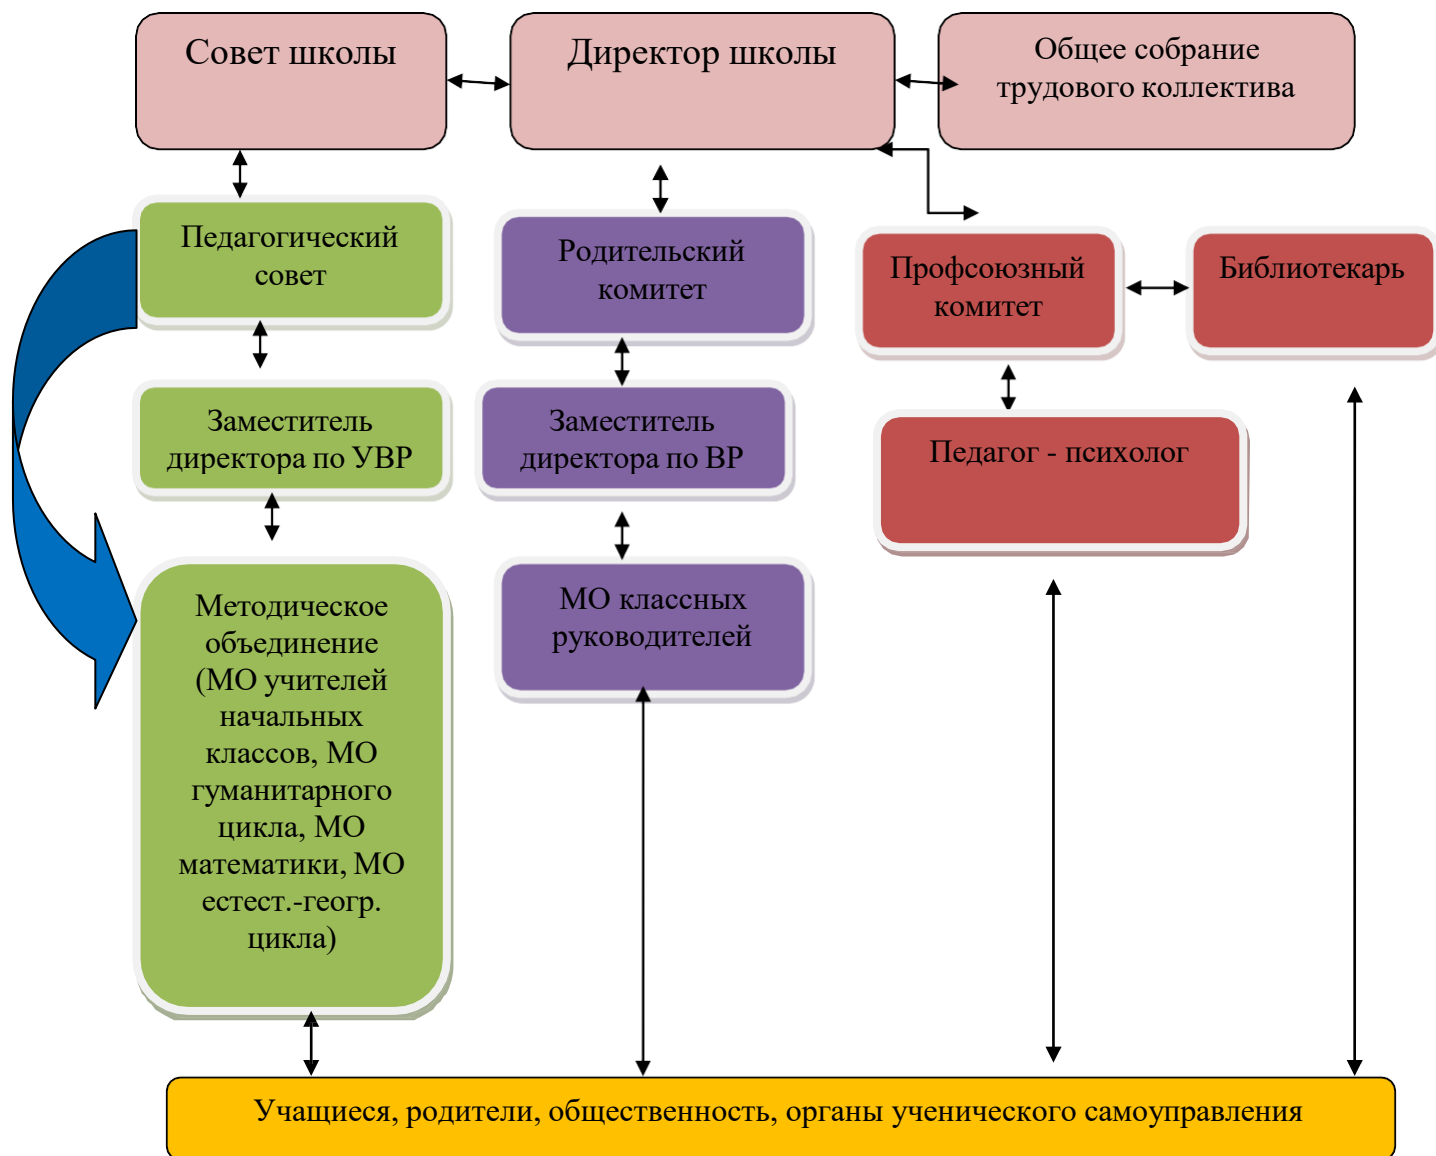 Совет школы
Директор школы
Общее собрание
трудового коллектива
Педагогический
совет
Родительский
комитет
Профсоюзный
комитет
Библиотекарь
Заместитель
директора по УВР
Заместитель
директора по ВР
Педагог - психолог
Методическое
объединение
(МО учителей
начальных
классов, МО
гуманитарного
цикла, МО
математики, МО
естест.-геогр.
цикла)
МО классных
руководителей
Учащиеся, родители, общественность, органы ученического самоуправления